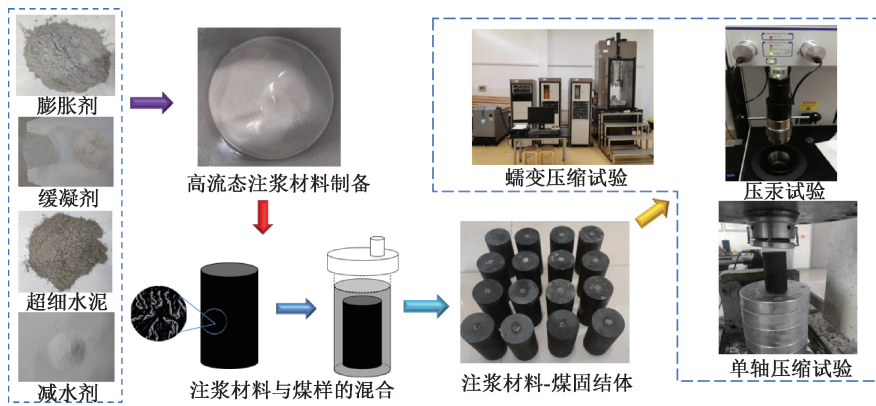 膨胀剂
缓凝剂
超细水泥
减水剂
高流态注浆材料制备
注浆材料与煤样的混合
注浆材料-煤固结体
蠕变压缩试验
压汞试验
单轴压缩试验